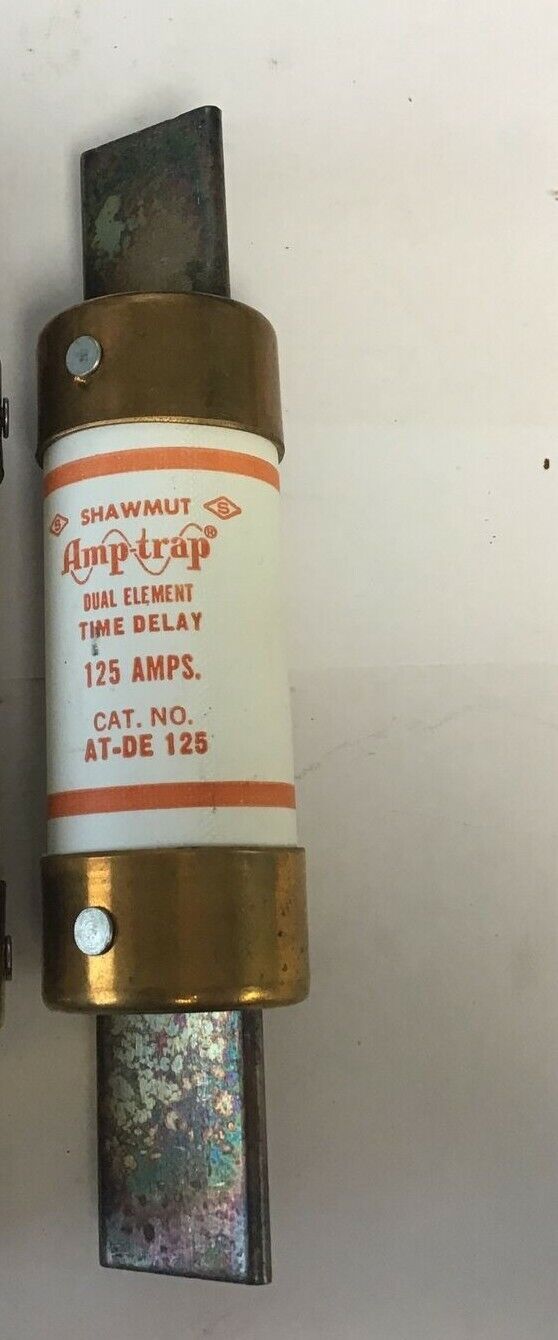 S SHAWMUT S
Amp-trap®
DUAL ELEMENT
TIME DELAY
125 AMPS.
CAT. NO.
AT-DE 125